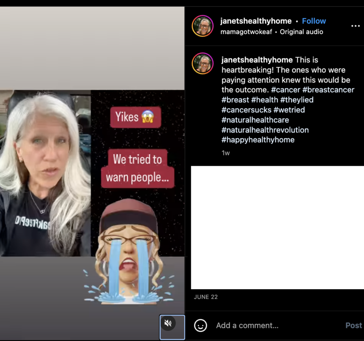 janetshealthyhome • Follow
mamagotwokeaf • Original audio
Yikes 😱
We tried to
warn people...
janetshealthyhome This is
heartbreaking! The ones who were
paying attention knew this would be
the outcome. #cancer #breastcancer
#breast #health #theylied
#cancersucks #wetried
#naturalhealthcare
#naturalhealthrevolution
#happyhealthyhome
1w
JUNE 22
Add a comment...
Post